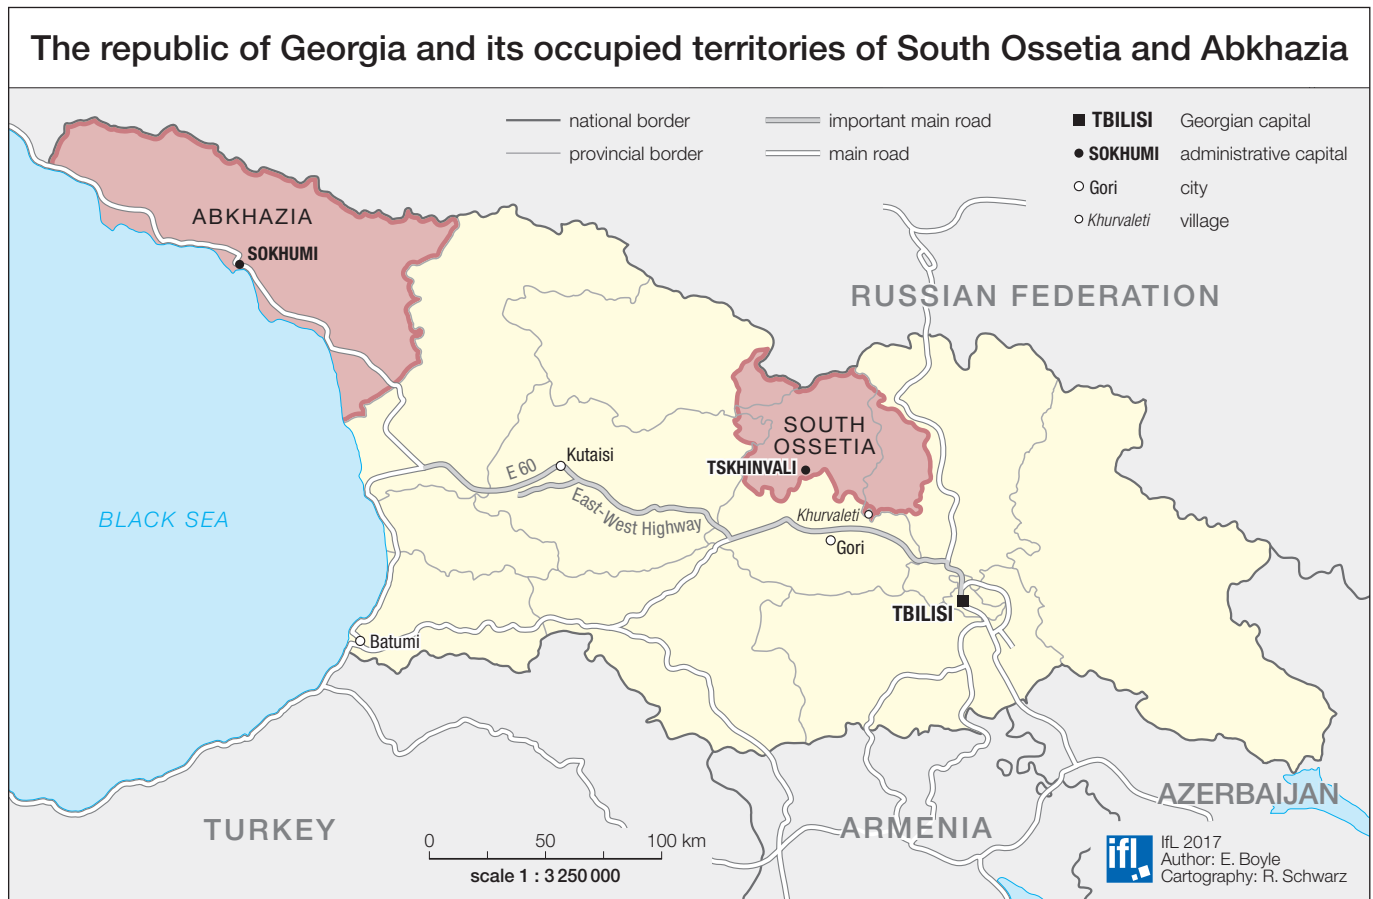 The republic of Georgia and its occupied territories of South Ossetia and Abkhazia
national border
provincial border
important main road
main road
TBILISI Georgian capital
SOKHUMI administrative capital
Gori city
Khurvaleti village
ABKHAZIA
SOKHUMI
RUSSIAN FEDERATION
SOUTH
OSSETIA
TSKHINVALI
Kutaisi
E 60
East-West Highway
Khurvaleti
Gori
BLACK SEA
TBILISI
Batumi
TURKEY
ARMENIA
AZERBAIJAN
0 50 100 km
scale 1 : 3 250 000
ifl
IfL 2017
Author: E. Boyle
Cartography: R. Schwarz